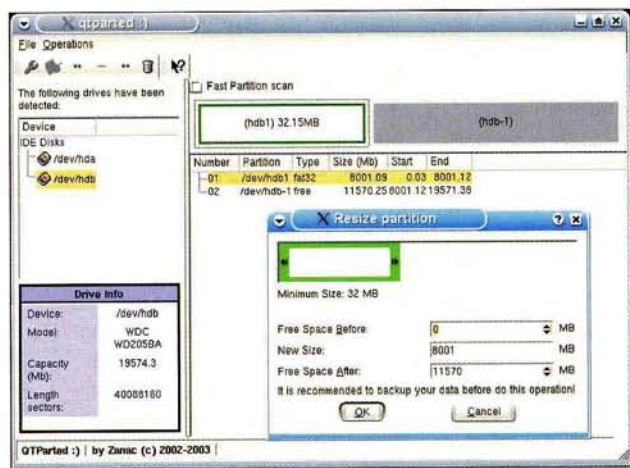 qtparted :)
File Operations
The following drives have been
detected:
Device
IDE Disks
/dev/hda
/dev/hdb
Fast Partition scan
(hdb1) 32.15MB
(hdb-1)
Number Partition Type Size (Mb) Start End
01 /dev/hdb1 fat32 8001.09 0.03 8001.12
02 /dev/hdb-1 free 11570.25 8001.12 19571.38
Drive Info
Device: /dev/hdb
Model: WDC
WD205BA
Capacity 19574.3
(Mb):
Length 40088160
sectors:
Resize partition
Minimum Size: 32 MB
Free Space Before: 0 MB
New Size: 8001 MB
Free Space After: 11570 MB
It is recommended to backup your data before do this operation!
OK Cancel
QTParted :) | by Zanac (c) 2002-2003